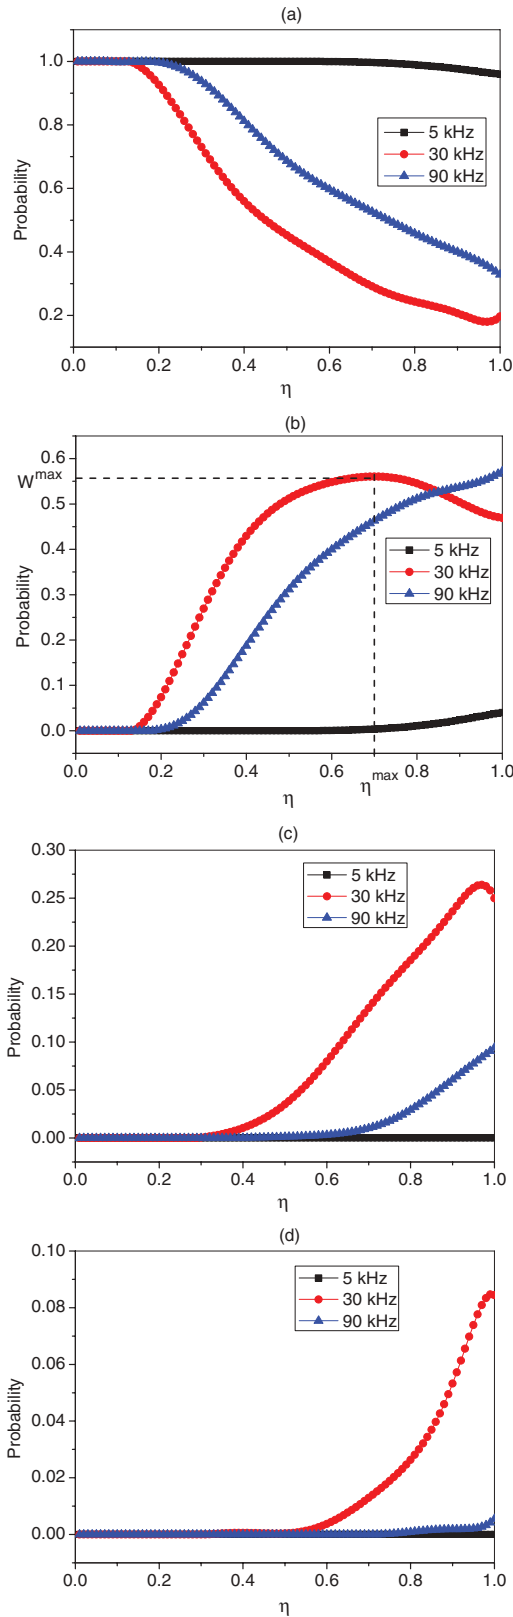 (a)
1.0
0.8
0.6
0.4
0.2
Probability
5 kHz
30 kHz
90 kHz
0.0 0.2 0.4 0.6 0.8 1.0
η
(b)
0.6
W^max
0.5
0.4
0.3
0.2
0.1
0.0
Probability
5 kHz
30 kHz
90 kHz
0.0 0.2 0.4 0.6 0.8 1.0
η η^max
(c)
0.30
0.25
0.20
0.15
0.10
0.05
0.00
Probability
5 kHz
30 kHz
90 kHz
0.0 0.2 0.4 0.6 0.8 1.0
η
(d)
0.10
0.08
0.06
0.04
0.02
0.00
Probability
5 kHz
30 kHz
90 kHz
0.0 0.2 0.4 0.6 0.8 1.0
η